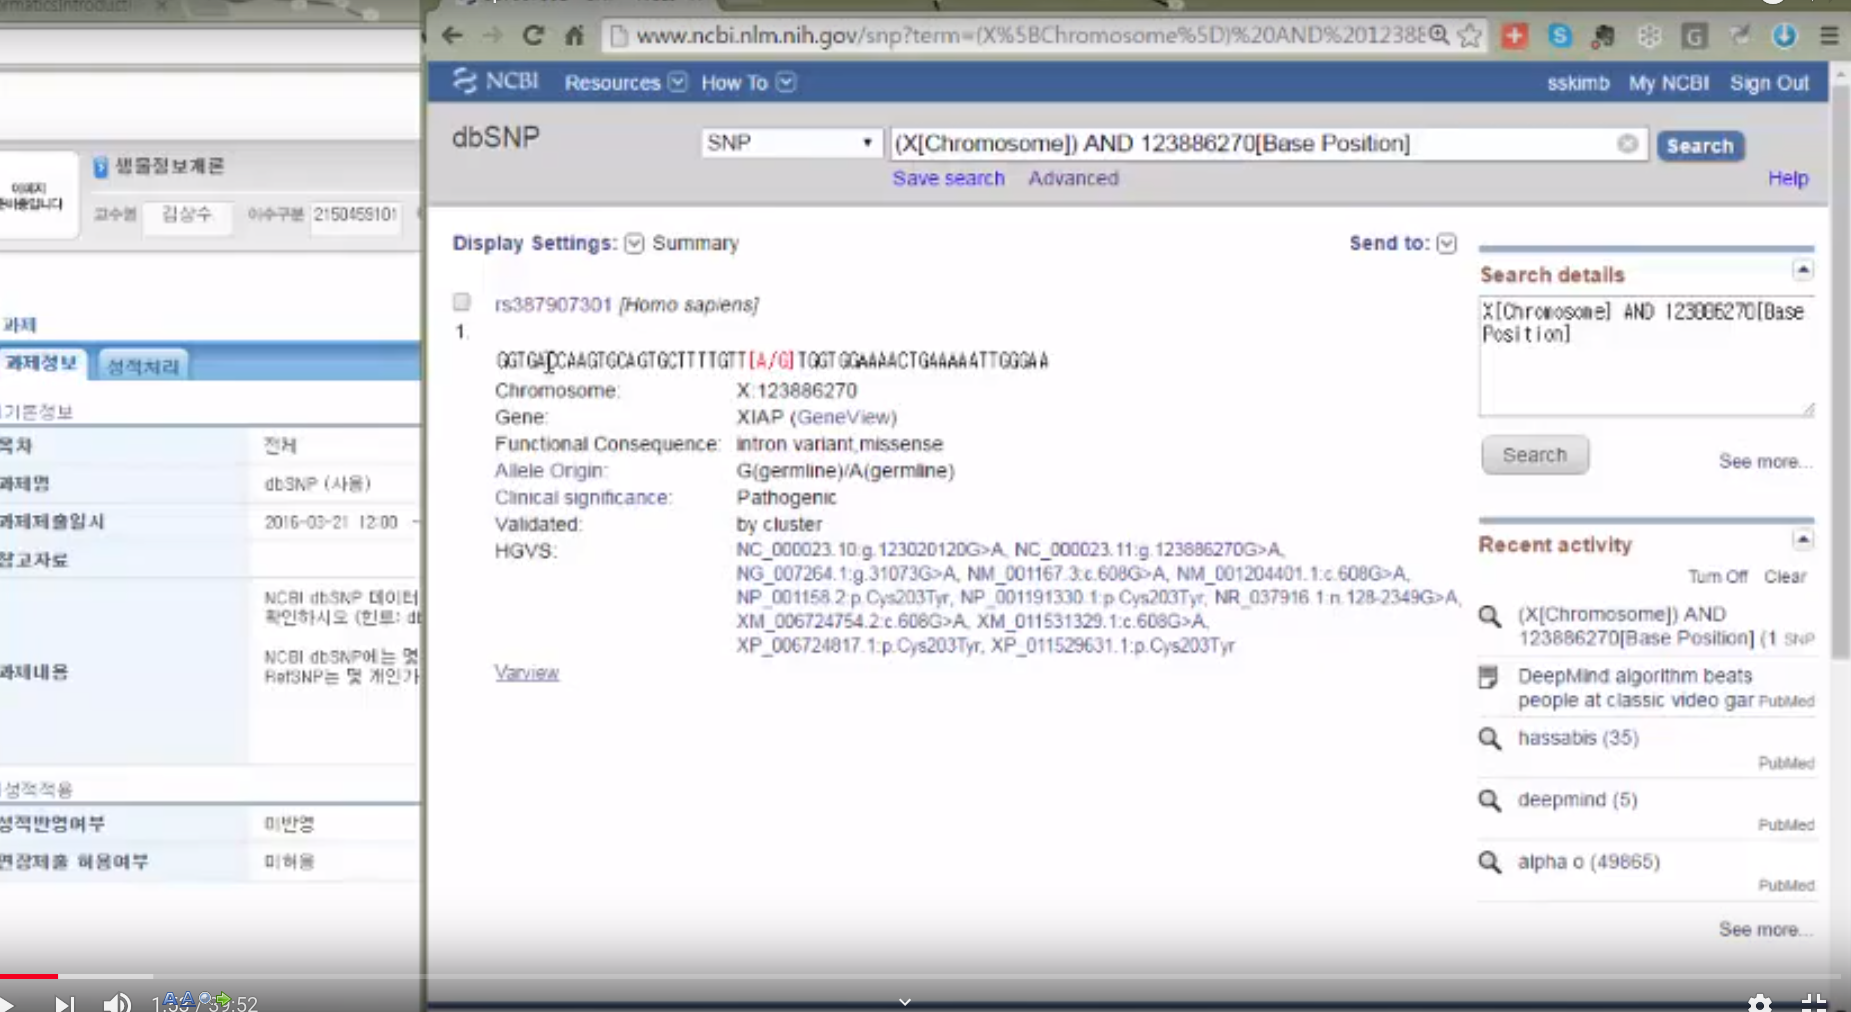 www.ncbi.nlm.nih.gov/snp?term=(X%5BChromosome%5D)%20AND%201238
NCBI Resources How To sskimb My NCBI Sign Out
dbSNP SNP (X[Chromosome]) AND 123886270[Base Position] Search
Save search Advanced Help
생물정보개론
이미지
교수명 김상수 이수구분 2150459101
과제
과제정보 성적처리
기본정보
목차 전체
과제명 dbSNP (사용)
과제제출일시 2016-03-21 12:00 ~
참고자료
NCBI dbSNP 데이터
확인하시오 (힌트: db
과제내용
NCBI dbSNP에는 몇
RefSNP는 몇 개인가
성적적용
성적반영여부 미반영
연장제출 허용여부 미허용
Display Settings: Summary Send to:
rs387907301 [Homo sapiens]
1.
GGTGACCAAGTGCAGTGCTTTTGTT[A/G]TGGTGGAAAACTGAAAAATTGGGAA
Chromosome: X:123886270
Gene: XIAP (GeneView)
Functional Consequence: intron variant,missense
Allele Origin: G(germline)/A(germline)
Clinical significance: Pathogenic
Validated: by cluster
HGVS: NC_000023.10:g.123020120G>A, NC_000023.11:g.123886270G>A,
NG_007264.1:g.31073G>A, NM_001167.3:c.608G>A, NM_001204401.1:c.608G>A,
NP_001158.2:p.Cys203Tyr, NP_001191330.1:p.Cys203Tyr, NR_037916.1:n.128-2349G>A,
XM_006724754.2:c.608G>A, XM_011531329.1:c.608G>A,
XP_006724817.1:p.Cys203Tyr, XP_011529631.1:p.Cys203Tyr
Varview
Search details
X[Chromosome] AND 123886270[Base
Position]
Search See more...
Recent activity
Turn Off Clear
(X[Chromosome]) AND
123886270[Base Position] (1 SNP
DeepMind algorithm beats
people at classic video gar PubMed
hassabis (35)
PubMed
deepmind (5)
PubMed
alpha o (49865)
PubMed
See more...